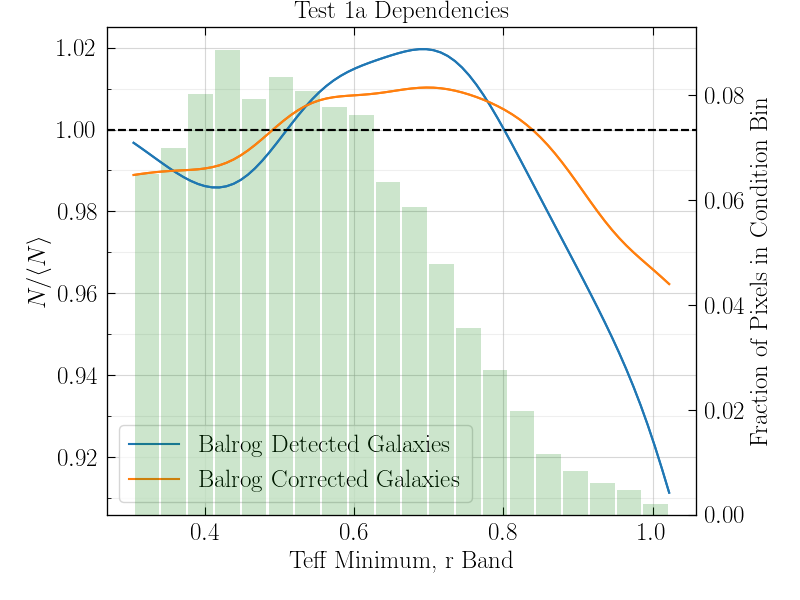 Test 1a Dependencies
1.02
1.00
0.98
0.96
0.94
0.92
N/⟨N⟩
0.08
0.06
0.04
0.02
0.00
Fraction of Pixels in Condition Bin
Balrog Detected Galaxies
Balrog Corrected Galaxies
0.4
0.6
0.8
1.0
Teff Minimum, r Band